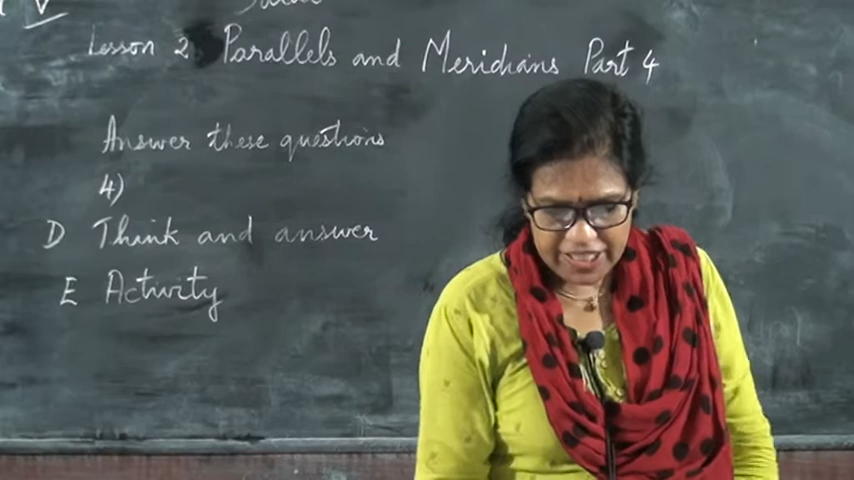 V
Lesson 2 Parallels and Meridians Part 4
Answer these questions
4)
D Think and answer
E Activity